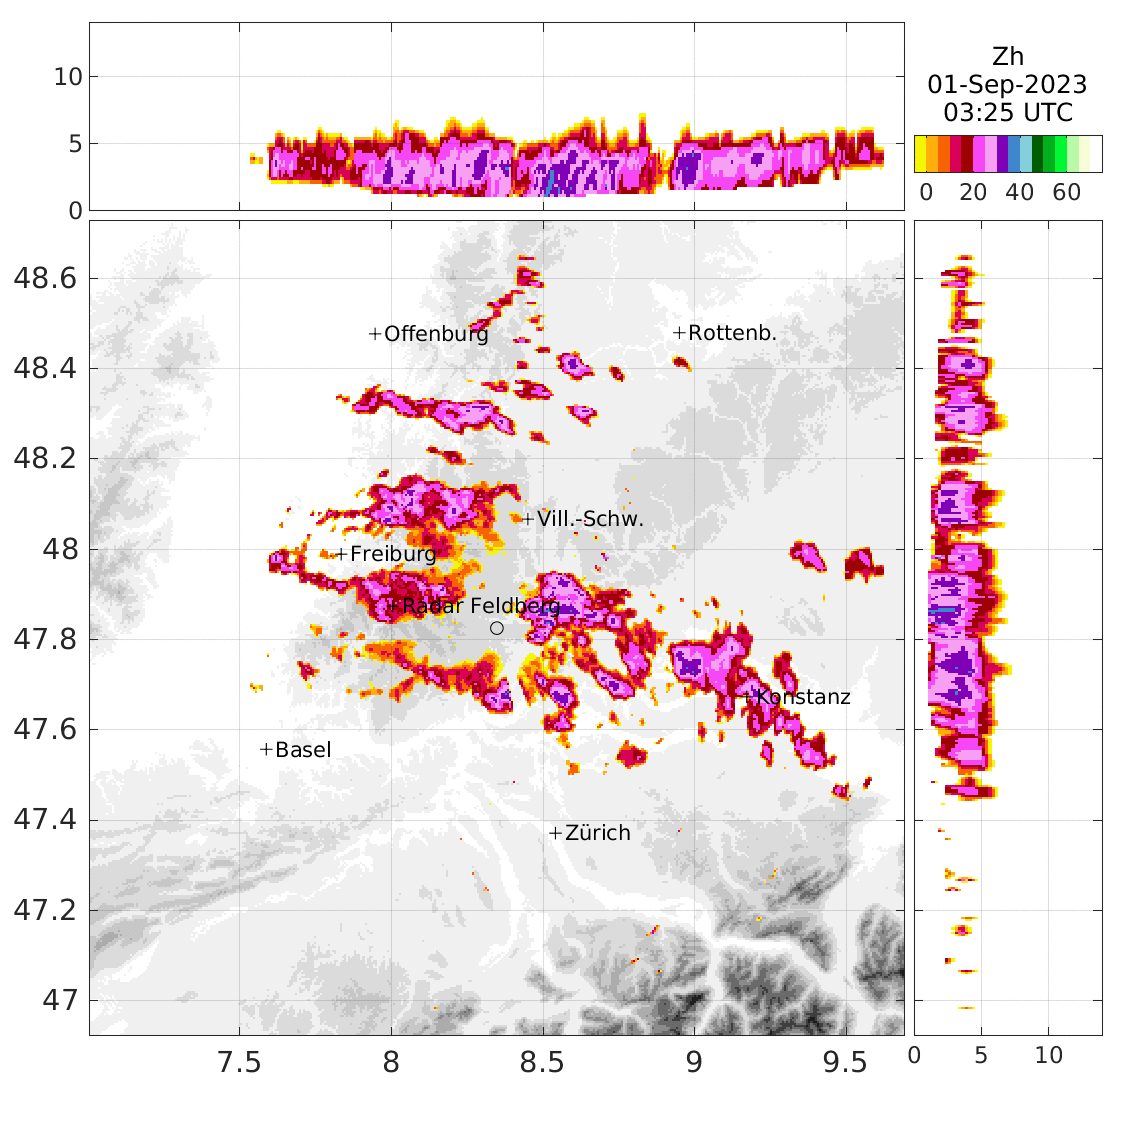 10
5
0
Zh
01-Sep-2023
03:25 UTC
0 20 40 60
48.6
48.4
48.2
48
47.8
47.6
47.4
47.2
47
+Offenburg
+Rottenb.
+Vill.-Schw.
+Freiburg
+Radar Feldberg
+Konstanz
+Basel
+Zürich
7.5 8 8.5 9 9.5
0 5 10